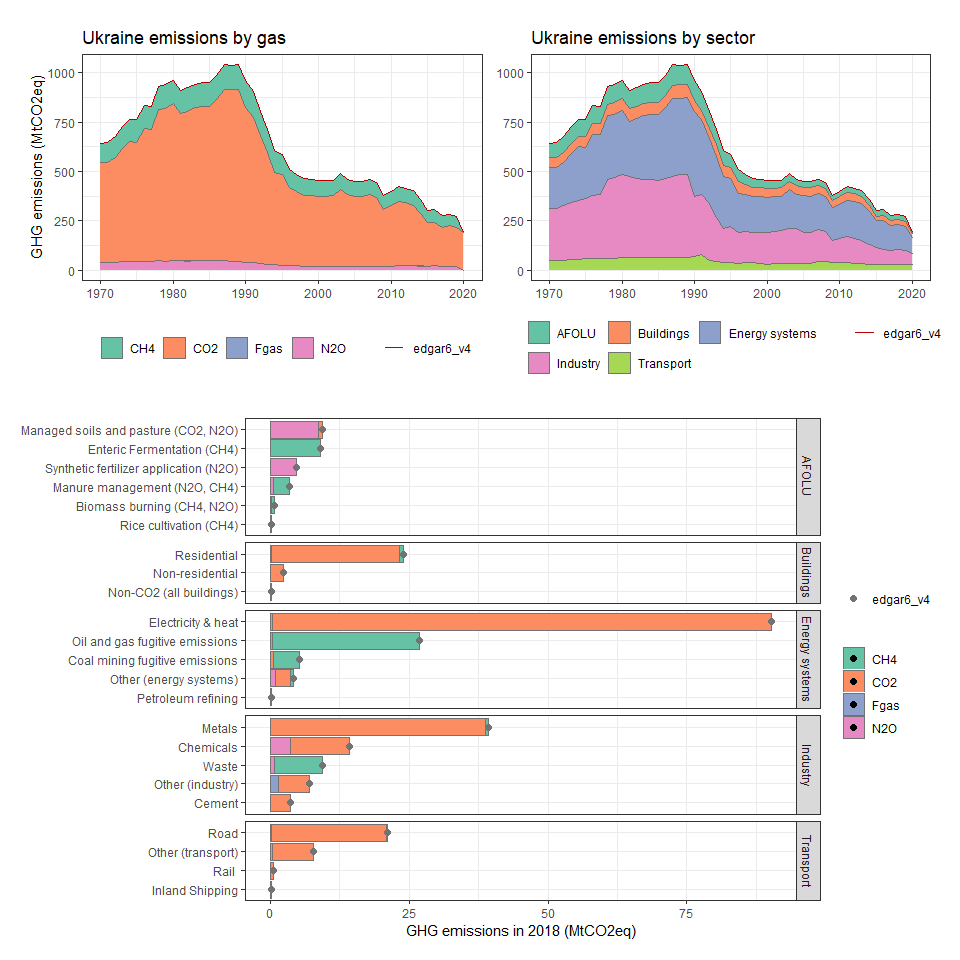 Ukraine emissions by gas
GHG emissions (MtCO2eq)
1000
750
500
250
0
1970 1980 1990 2000 2010 2020
CH4 CO2 Fgas N2O edgar6_v4
Ukraine emissions by sector
1000
750
500
250
0
1970 1980 1990 2000 2010 2020
AFOLU Buildings Energy systems edgar6_v4
Industry Transport
Managed soils and pasture (CO2, N2O)
Enteric Fermentation (CH4)
Synthetic fertilizer application (N2O)
Manure management (N2O, CH4)
Biomass burning (CH4, N2O)
Rice cultivation (CH4)
AFOLU
Residential
Non-residential
Non-CO2 (all buildings)
Buildings
Electricity & heat
Oil and gas fugitive emissions
Coal mining fugitive emissions
Other (energy systems)
Petroleum refining
Energy systems
Metals
Chemicals
Waste
Other (industry)
Cement
Industry
Road
Other (transport)
Rail
Inland Shipping
Transport
0 25 50 75
GHG emissions in 2018 (MtCO2eq)
edgar6_v4
CH4
CO2
Fgas
N2O